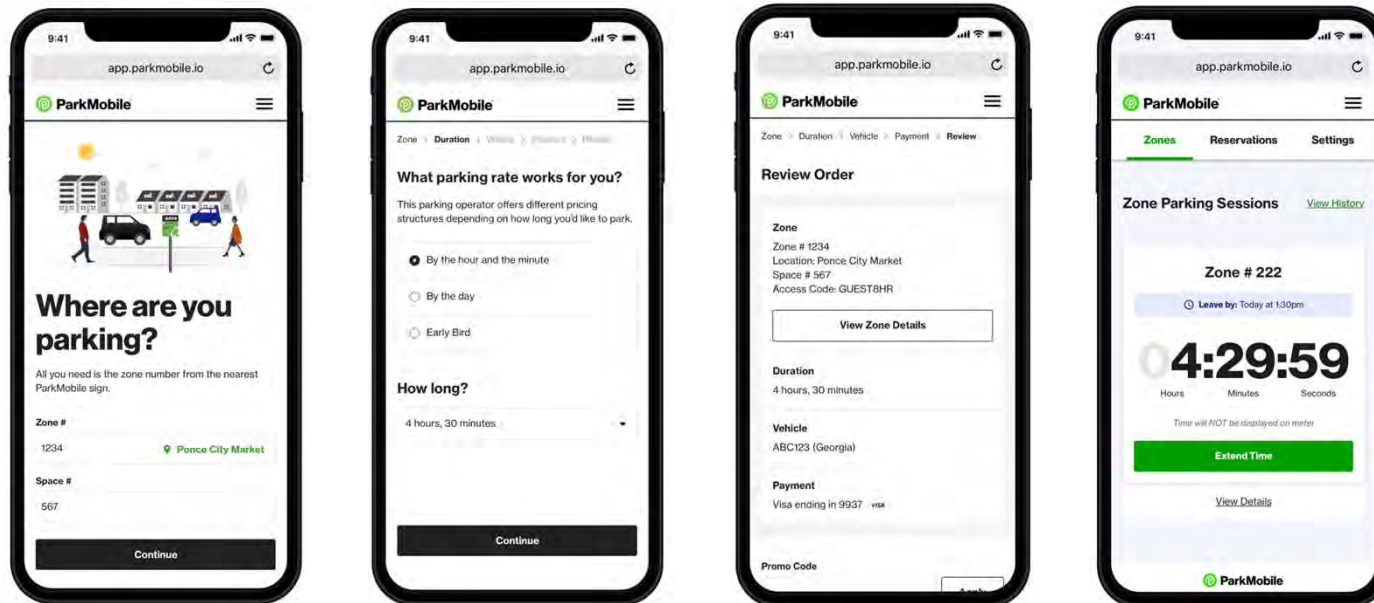 9:41
app.parkmobile.io
ParkMobile
Where are you
parking?
All you need is the zone number from the nearest
ParkMobile sign.
Zone #
1234
Ponce City Market
Space #
567
Continue
9:41
app.parkmobile.io
ParkMobile
Zone > Duration >
What parking rate works for you?
This parking operator offers different pricing
structures depending on how long you'd like to park.
By the hour and the minute
By the day
Early Bird
How long?
4 hours, 30 minutes
Continue
9:41
app.parkmobile.io
ParkMobile
Zone > Duration > Vehicle > Payment > Review
Review Order
Zone
Zone # 1234
Location: Ponce City Market
Space # 567
Access Code: GUEST8HR
View Zone Details
Duration
4 hours, 30 minutes
Vehicle
ABC123 (Georgia)
Payment
Visa ending in 9937 VISA
Promo Code
9:41
app.parkmobile.io
ParkMobile
Zones Reservations Settings
Zone Parking Sessions View History
Zone # 222
Leave by: Today at 1:30pm
04:29:59
Hours Minutes Seconds
Time will NOT be displayed on meter
Extend Time
View Details
ParkMobile